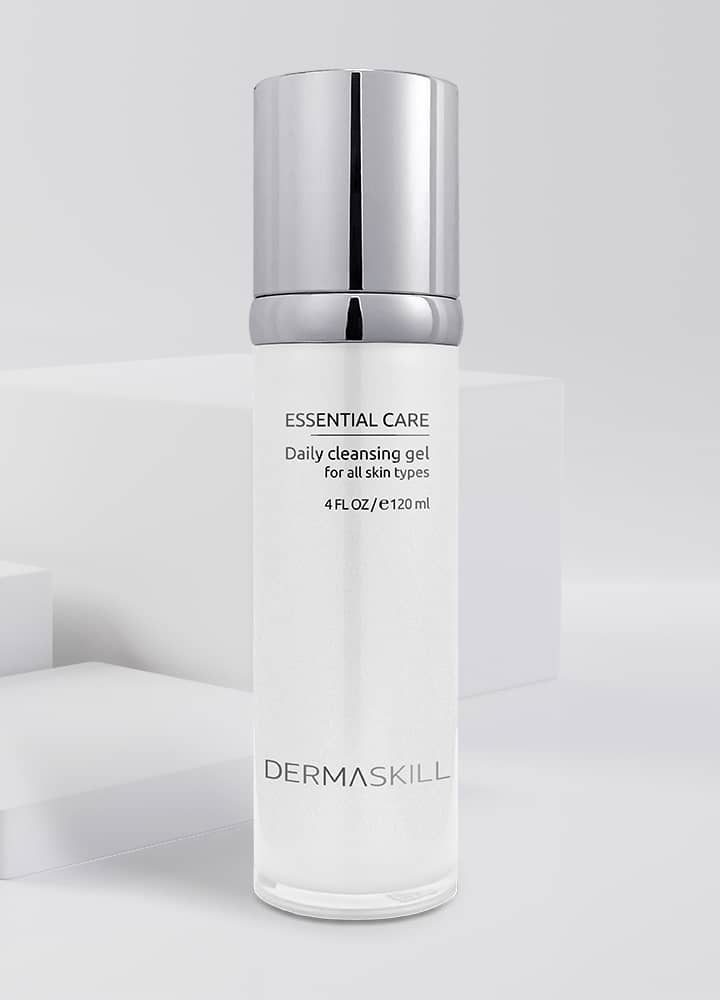 ESSENTIAL CARE
Daily cleansing gel
for all skin types
4 FL OZ/℮120 ml
DERMASKILL